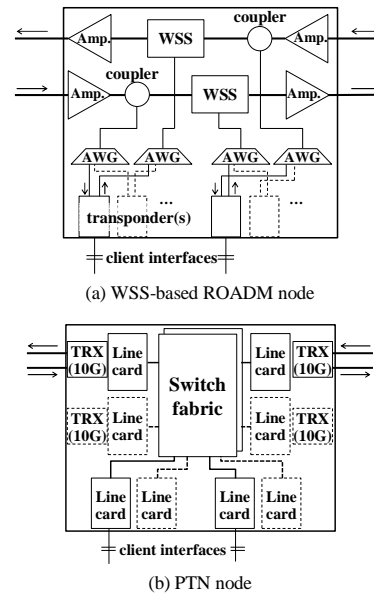 Amp. WSS Amp.
coupler
coupler
Amp. WSS Amp.
AWG AWG AWG AWG
... ...
transponder(s)
client interfaces
(a) WSS-based ROADM node
TRX (10G) Line card Switch fabric Line card TRX (10G)
TRX (10G) Line card Line card TRX (10G)
Line card Line card Line card Line card
client interfaces
(b) PTN node